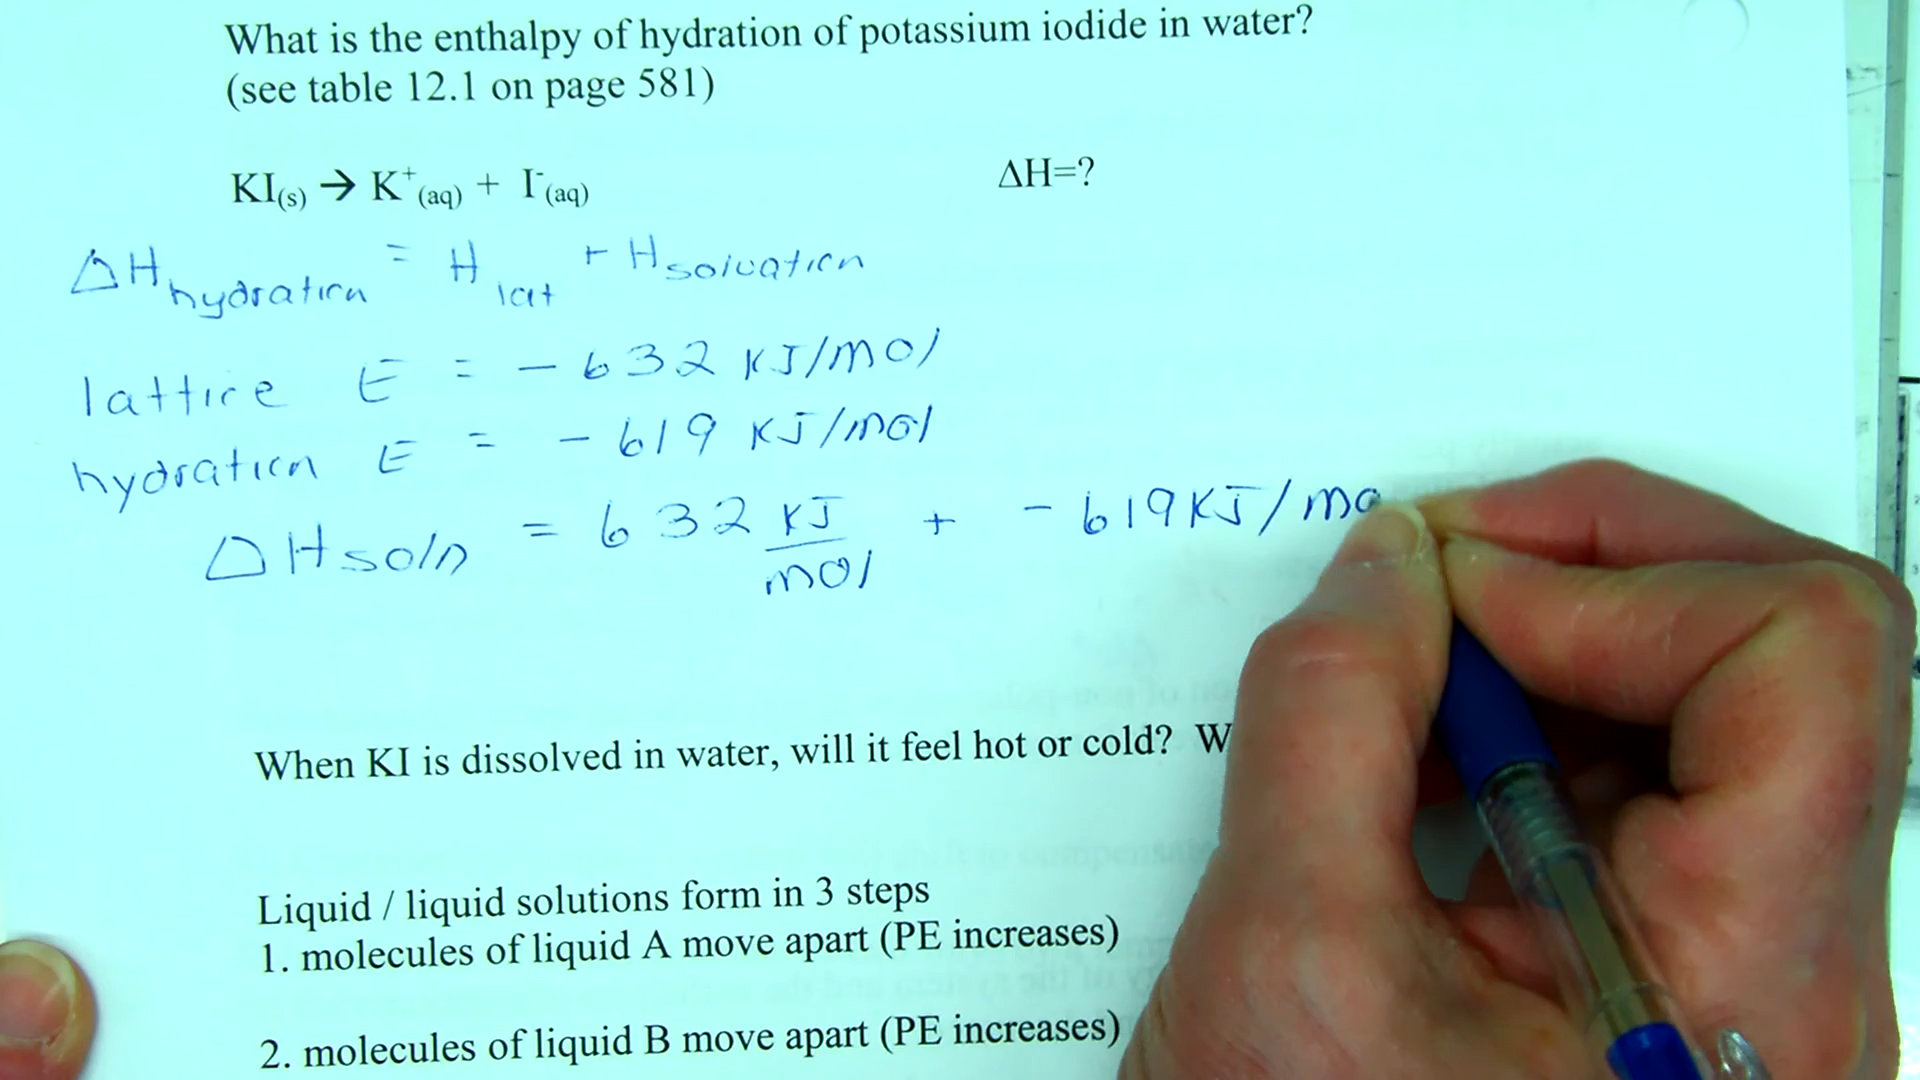 What is the enthalpy of hydration of potassium iodide in water?
(see table 12.1 on page 581)
KI(s) → K+(aq) + I-(aq) ΔH=?
ΔH hydration = H lat + H solvation
lattice E = - 632 KJ/mol
hydration E = - 619 KJ/mol
ΔH soln = 632 KJ/mol + - 619 KJ/mo
When KI is dissolved in water, will it feel hot or cold? W
Liquid / liquid solutions form in 3 steps
1. molecules of liquid A move apart (PE increases)
2. molecules of liquid B move apart (PE increases)